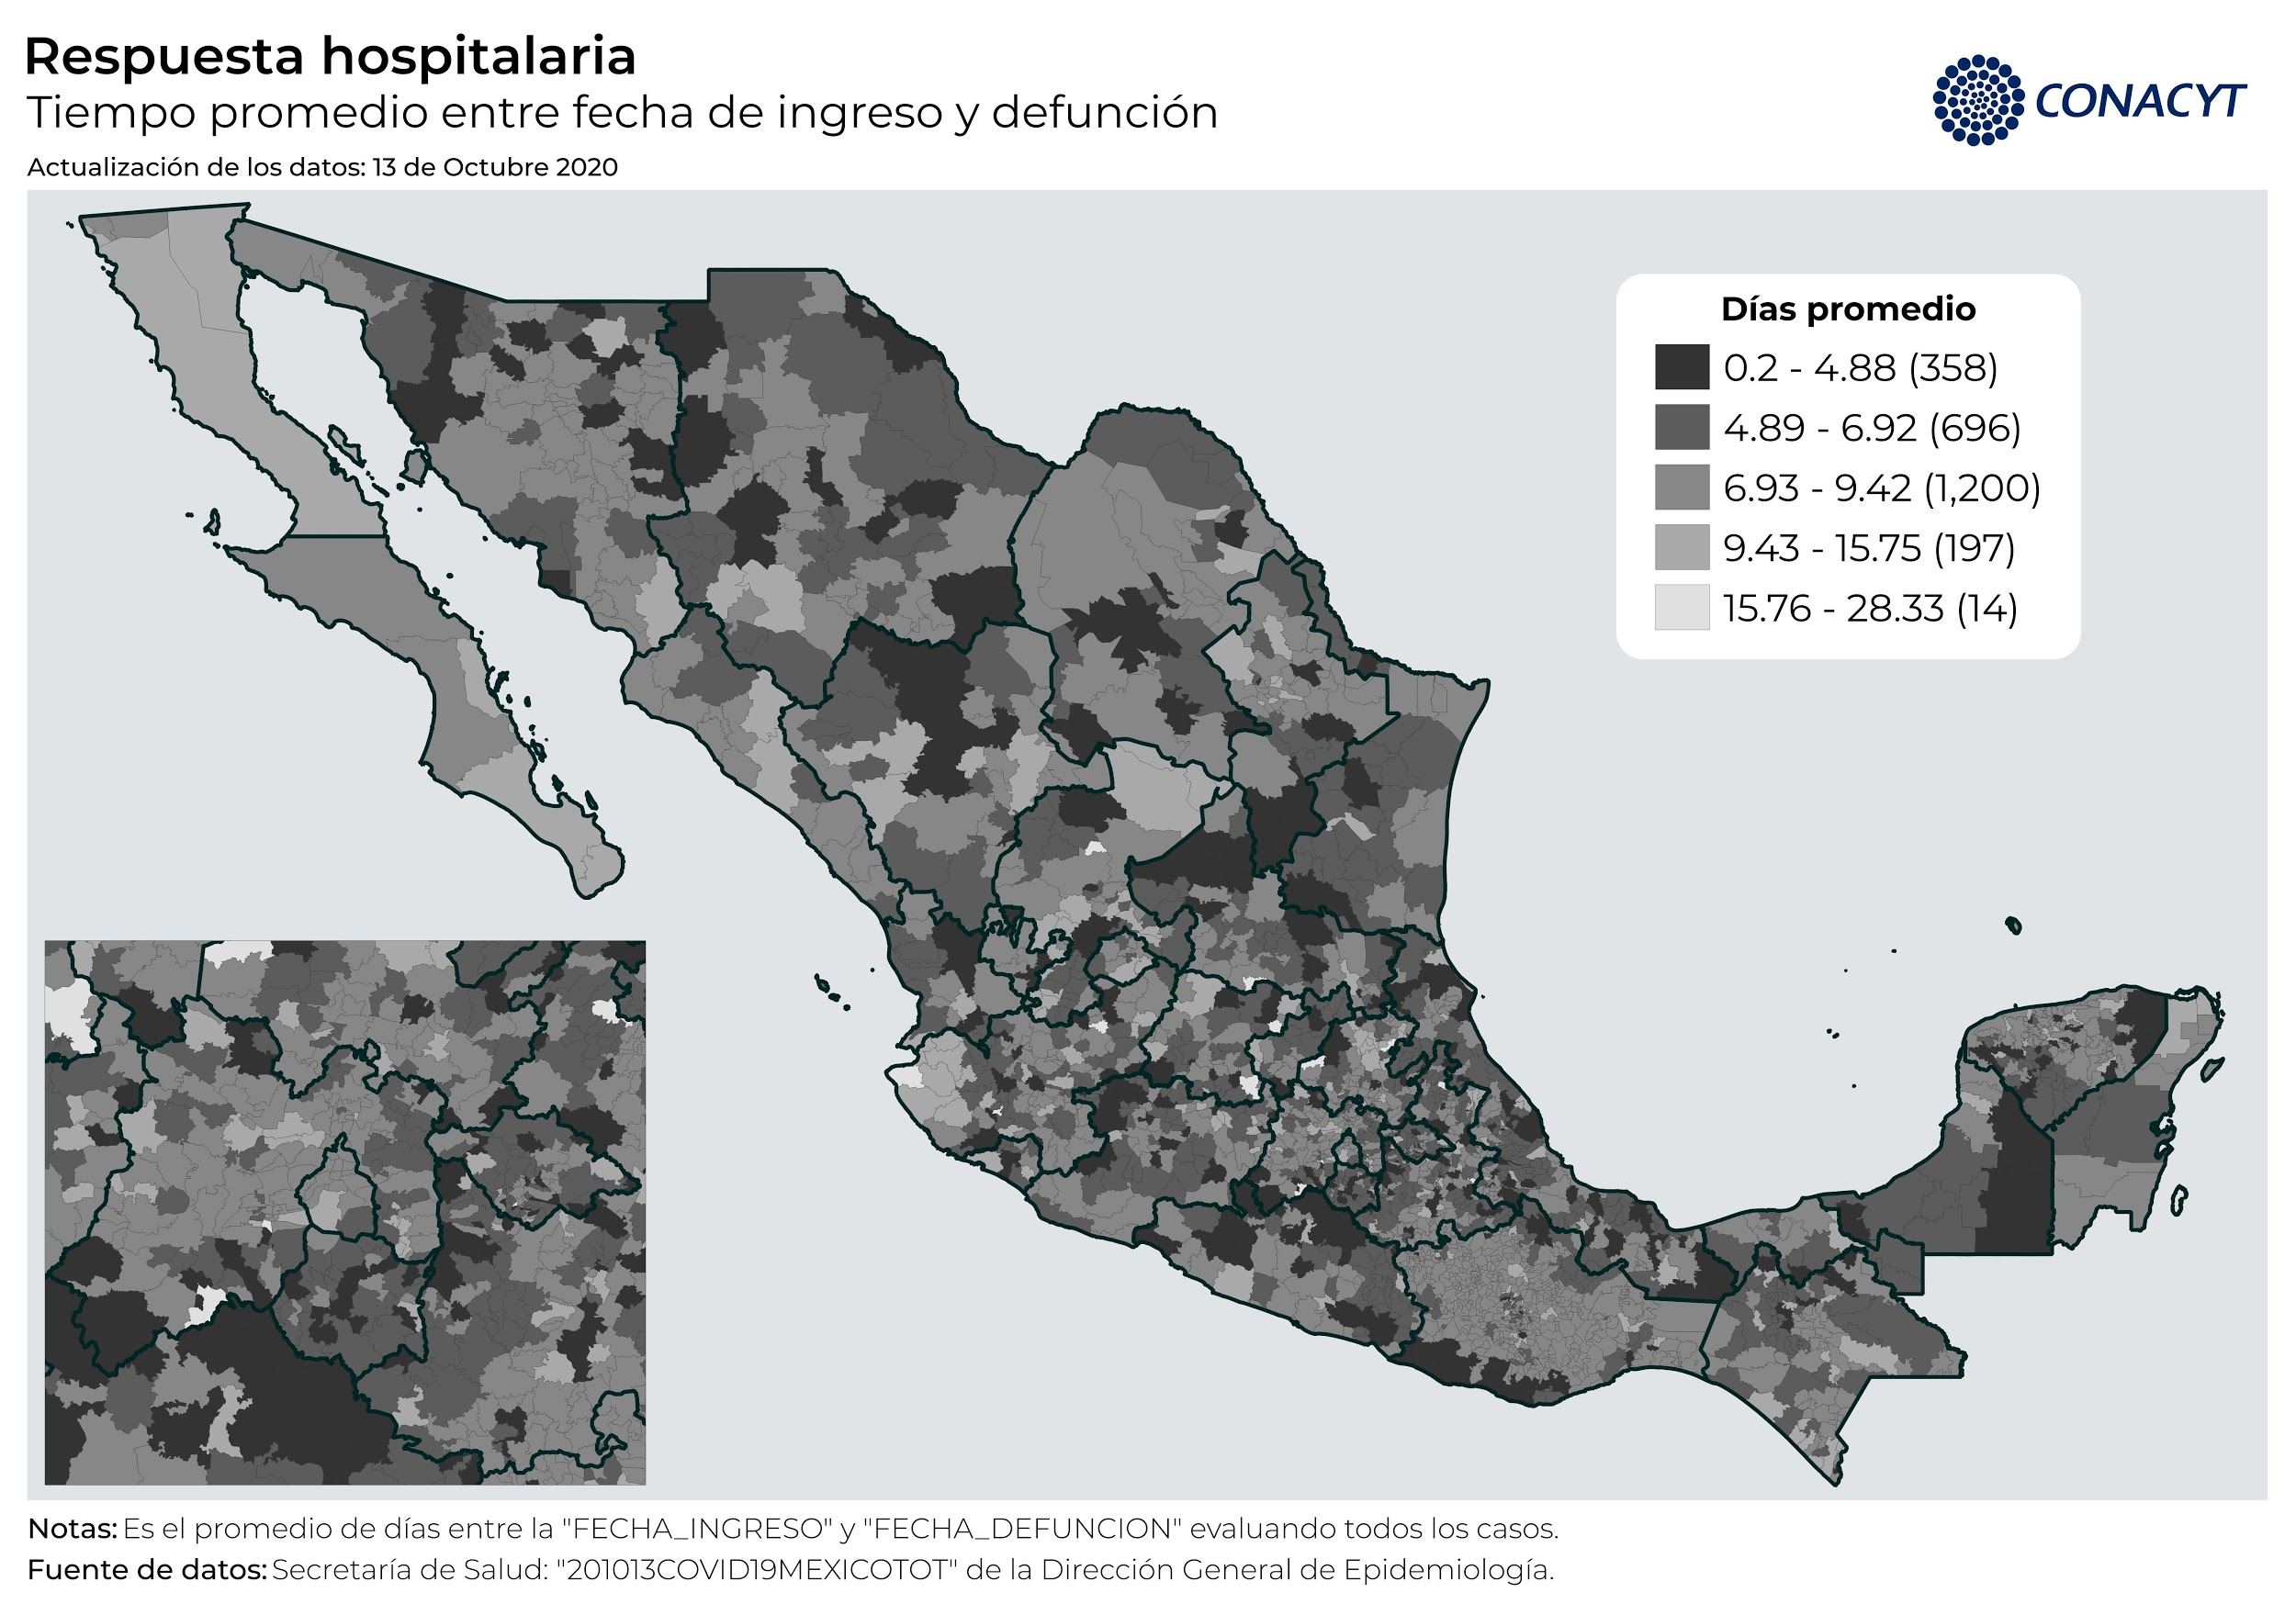 Respuesta hospitalaria
Tiempo promedio entre fecha de ingreso y defunción
Actualización de los datos: 13 de Octubre 2020
CONACYT
Días promedio
0.2 - 4.88 (358)
4.89 - 6.92 (696)
6.93 - 9.42 (1,200)
9.43 - 15.75 (197)
15.76 - 28.33 (14)
Notas: Es el promedio de días entre la "FECHA_INGRESO" y "FECHA_DEFUNCION" evaluando todos los casos.
Fuente de datos: Secretaría de Salud: "201013COVID19MEXICOTOT" de la Dirección General de Epidemiología.